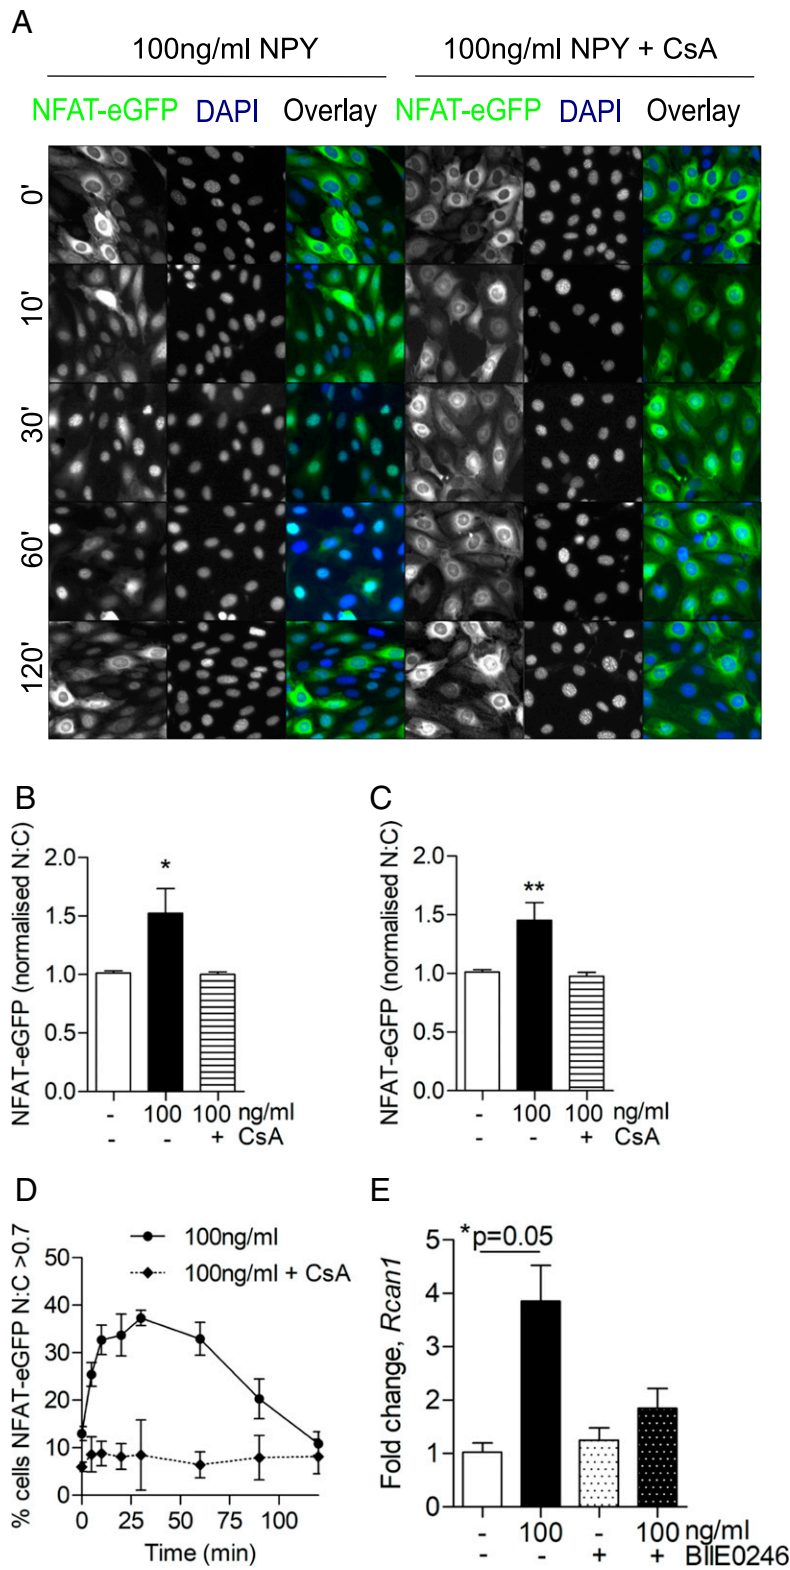 A
100ng/ml NPY 100ng/ml NPY + CsA
NFAT-eGFP DAPI Overlay NFAT-eGFP DAPI Overlay
0'
10'
30'
60'
120'
B
NFAT-eGFP (normalised N:C)
2.0
1.5
1.0
0.5
0.0
- 100 100 ng/ml
- - + CsA
*
C
NFAT-eGFP (normalised N:C)
2.0
1.5
1.0
0.5
0.0
- 100 100 ng/ml
- - + CsA
**
D
% cells NFAT-eGFP N:C >0.7
100ng/ml
100ng/ml + CsA
50
40
30
20
10
0
0 25 50 75 100
Time (min)
E
Fold change, Rcan1
*p=0.05
5
4
3
2
1
0
- 100 - 100 ng/ml
- - + + BIIE0246